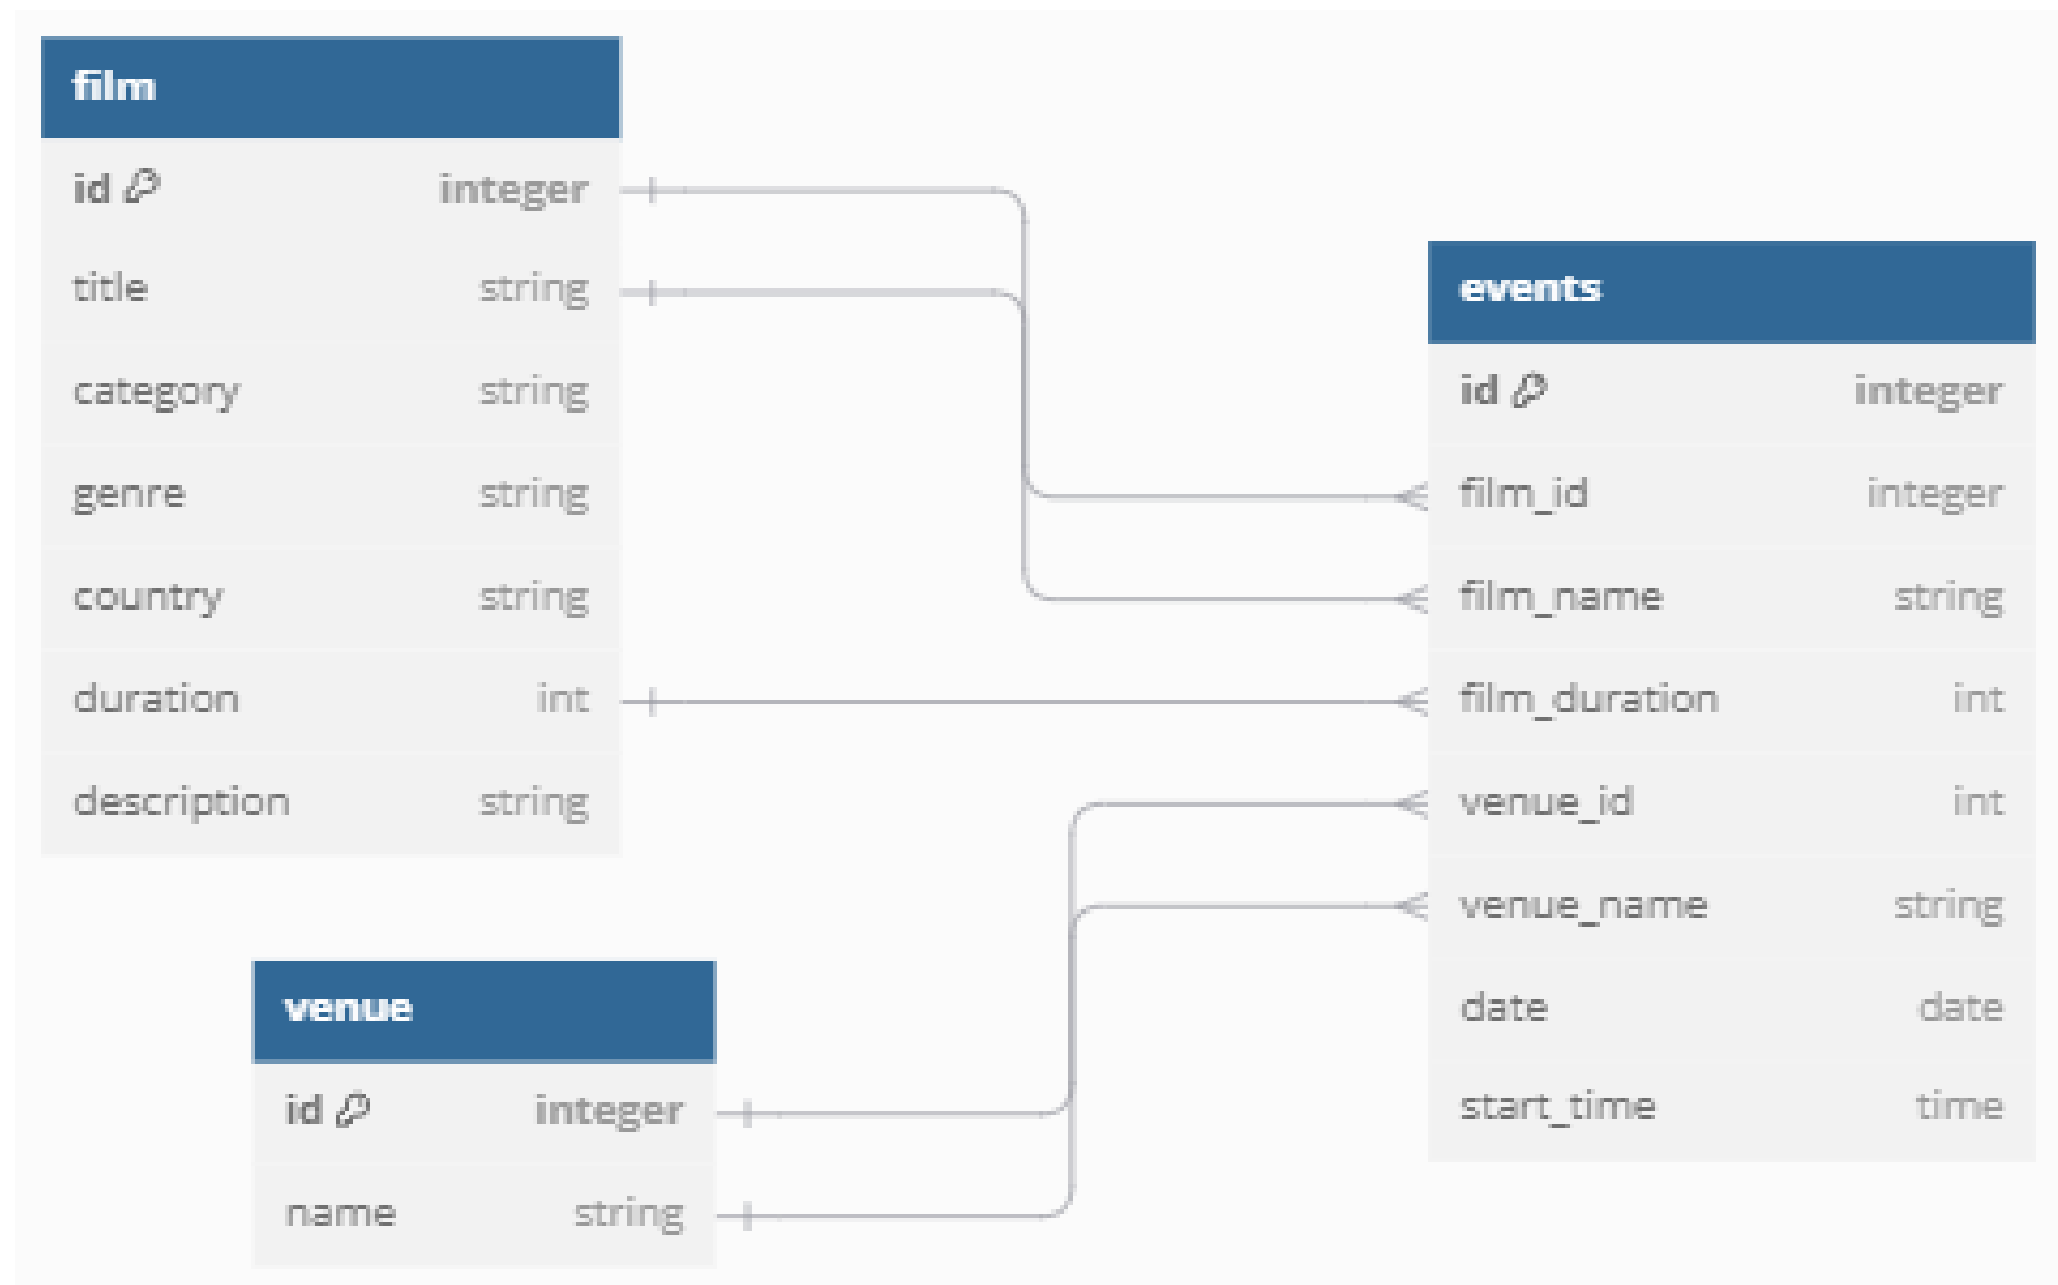 film
id integer
title string
category string
genre string
country string
duration int
description string
events
id integer
film_id integer
film_name string
film_duration int
venue_id int
venue_name string
date date
start_time time
venue
id integer
name string